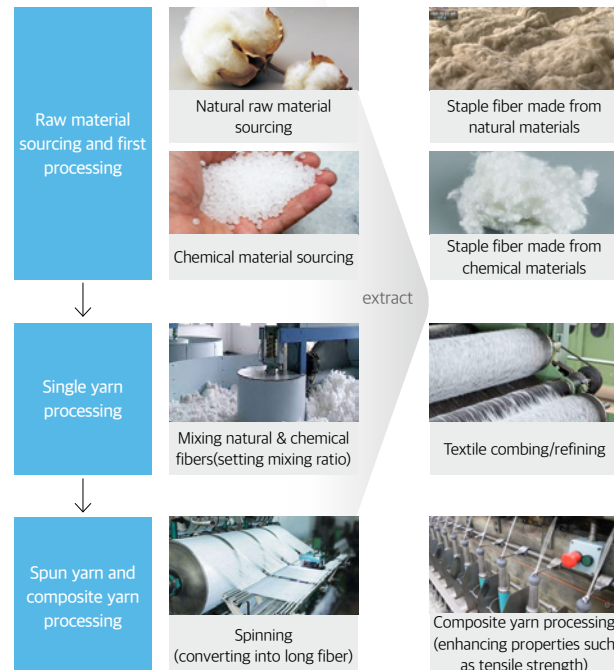 Raw material
sourcing and first
processing
Natural raw material
sourcing
Staple fiber made from
natural materials
Chemical material sourcing
Staple fiber made from
chemical materials
extract
Single yarn
processing
Mixing natural & chemical
fibers(setting mixing ratio)
Textile combing/refining
Spun yarn and
composite yarn
processing
Spinning
(converting into long fiber)
Composite yarn processing
(enhancing properties such
as tensile strength)